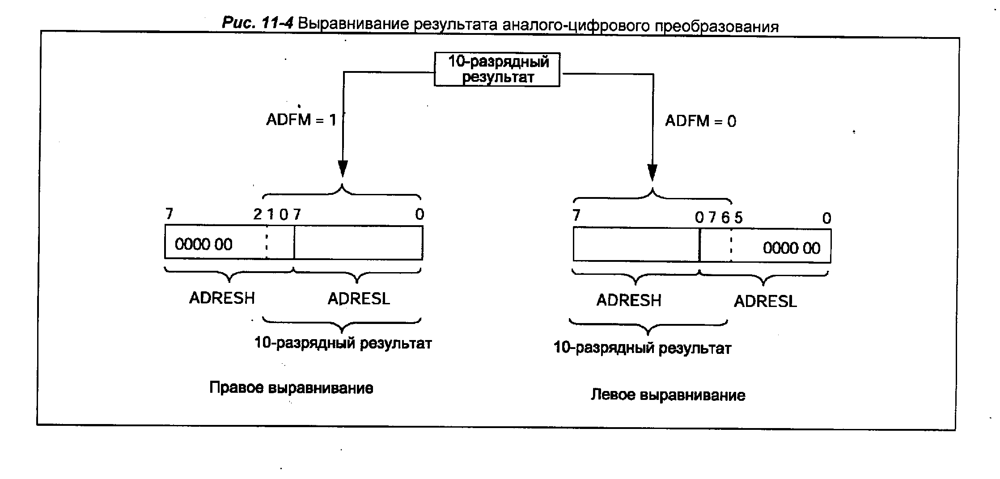 Рис. 11-4 Выравнивание результата аналого-цифрового преобразования
10-разрядный
результат
ADFM = 1
ADFM = 0
7 2 1 0 7 0
0000 00
ADRESH ADRESL
10-разрядный результат
Правое выравнивание
7 0 7 6 5 0
0000 00
ADRESH ADRESL
10-разрядный результат
Левое выравнивание